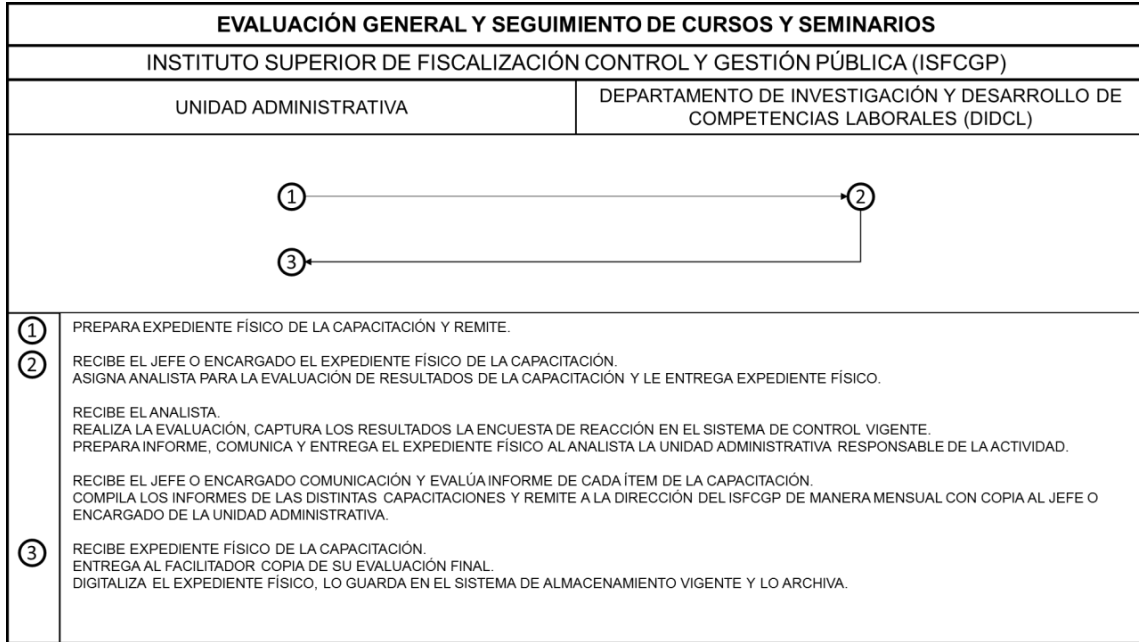 EVALUACIÓN GENERAL Y SEGUIMIENTO DE CURSOS Y SEMINARIOS
INSTITUTO SUPERIOR DE FISCALIZACIÓN CONTROL Y GESTIÓN PÚBLICA (ISFCGP)
UNIDAD ADMINISTRATIVA
DEPARTAMENTO DE INVESTIGACIÓN Y DESARROLLO DE
COMPETENCIAS LABORALES (DIDCL)
1
2
3
1
PREPARA EXPEDIENTE FÍSICO DE LA CAPACITACIÓN Y REMITE.
2
RECIBE EL JEFE O ENCARGADO EL EXPEDIENTE FÍSICO DE LA CAPACITACIÓN.
ASIGNA ANALISTA PARA LA EVALUACIÓN DE RESULTADOS DE LA CAPACITACIÓN Y LE ENTREGA EXPEDIENTE FÍSICO.
RECIBE EL ANALISTA.
REALIZA LA EVALUACIÓN, CAPTURA LOS RESULTADOS LA ENCUESTA DE REACCIÓN EN EL SISTEMA DE CONTROL VIGENTE.
PREPARA INFORME, COMUNICA Y ENTREGA EL EXPEDIENTE FÍSICO AL ANALISTA LA UNIDAD ADMINISTRATIVA RESPONSABLE DE LA ACTIVIDAD.
RECIBE EL JEFE O ENCARGADO COMUNICACIÓN Y EVALÚA INFORME DE CADA ÍTEM DE LA CAPACITACIÓN.
COMPILA LOS INFORMES DE LAS DISTINTAS CAPACITACIONES Y REMITE A LA DIRECCIÓN DEL ISFCGP DE MANERA MENSUAL CON COPIA AL JEFE O
ENCARGADO DE LA UNIDAD ADMINISTRATIVA.
3
RECIBE EXPEDIENTE FÍSICO DE LA CAPACITACIÓN.
ENTREGA AL FACILITADOR COPIA DE SU EVALUACIÓN FINAL.
DIGITALIZA EL EXPEDIENTE FÍSICO, LO GUARDA EN EL SISTEMA DE ALMACENAMIENTO VIGENTE Y LO ARCHIVA.